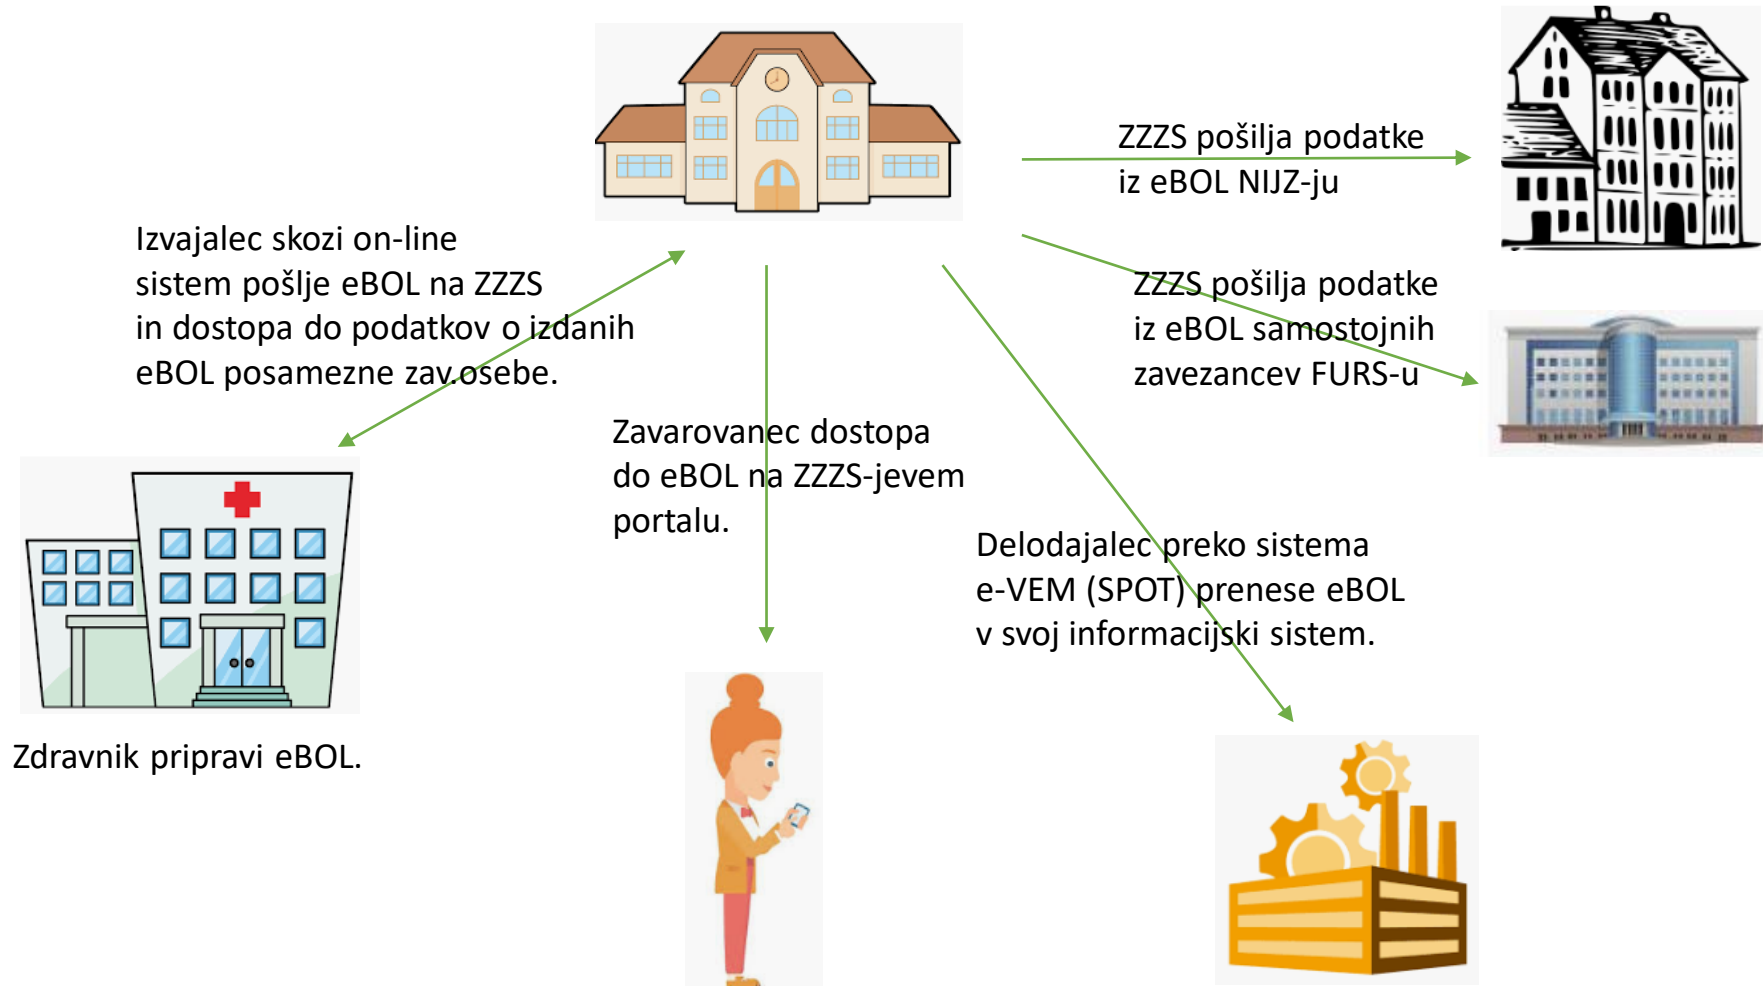 ZZZS pošilja podatke
iz eBOL NIJZ-ju
Izvajalec skozi on-line
sistem pošlje eBOL na ZZZS
in dostopa do podatkov o izdanih
eBOL posamezne zav.osebe.
ZZZS pošilja podatke
iz eBOL samostojnih
zavezancev FURS-u
Zavarovanec dostopa
do eBOL na ZZZS-jevem
portalu.
Delodajalec preko sistema
e-VEM (SPOT) prenese eBOL
v svoj informacijski sistem.
Zdravnik pripravi eBOL.